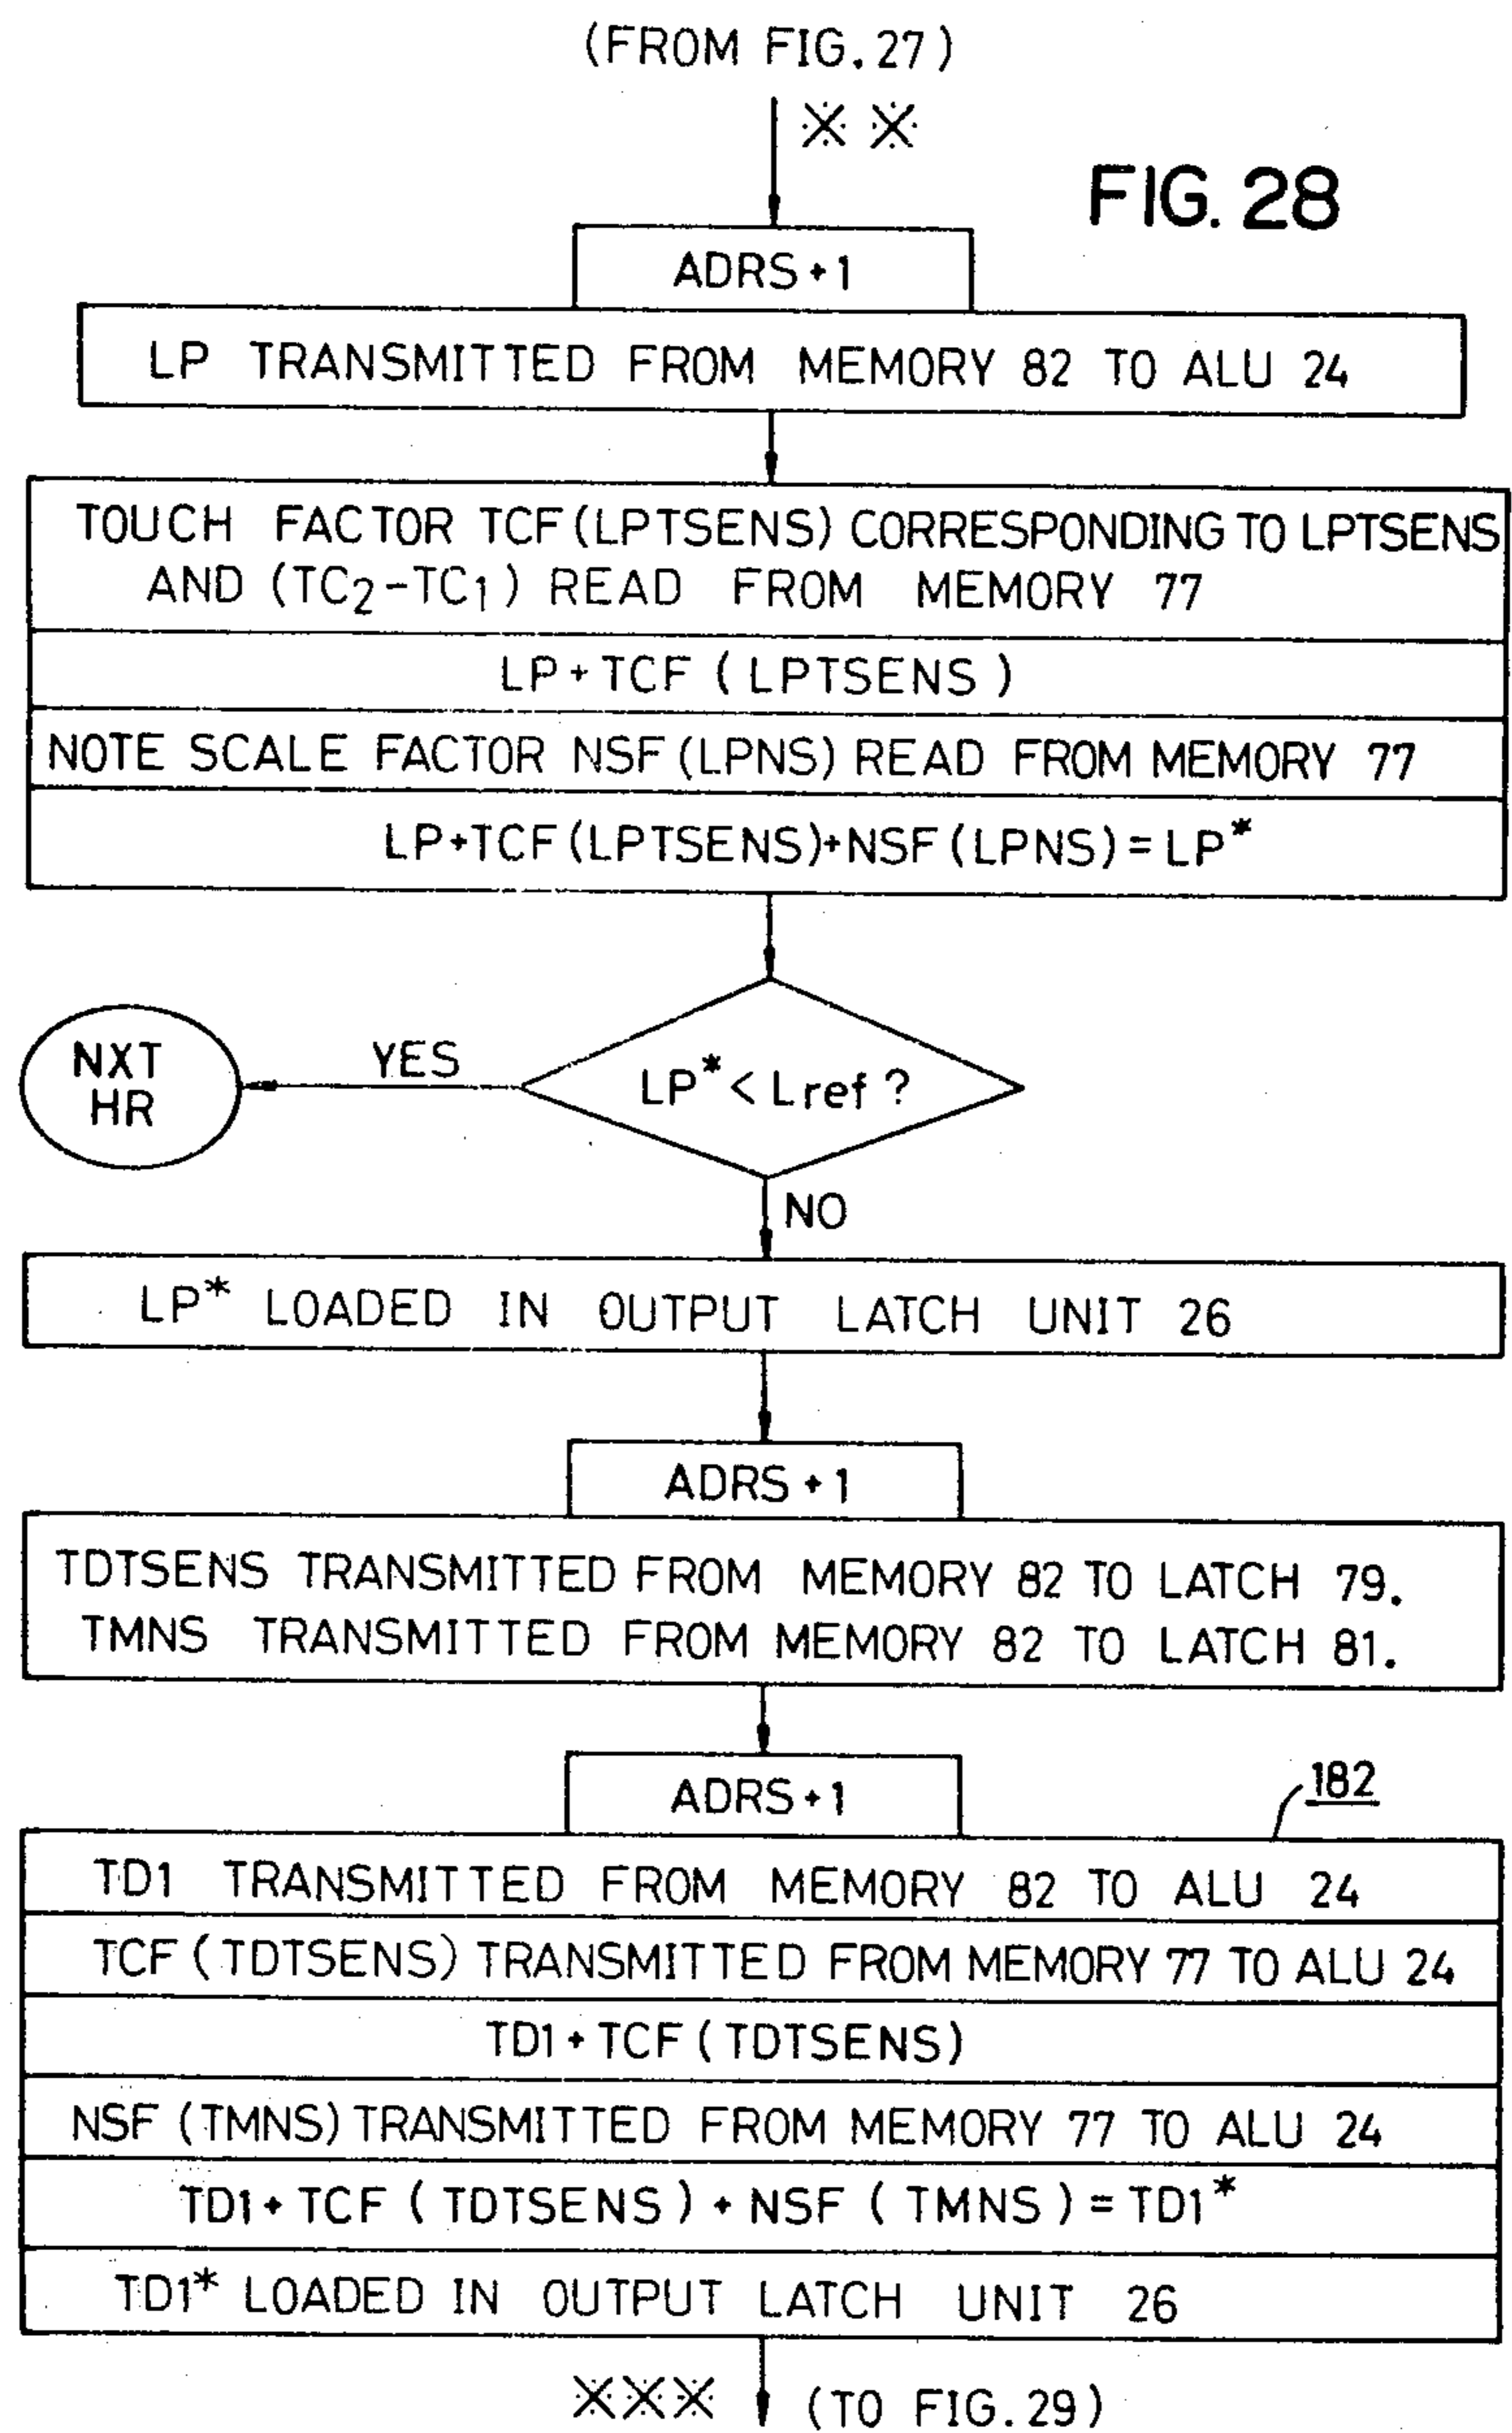 (FROM FIG. 27)
※ ※
FIG. 28
ADRS+1
LP TRANSMITTED FROM MEMORY 82 TO ALU 24
TOUCH FACTOR TCF(LPTSENS) CORRESPONDING TO LPTSENS
AND (TC₂-TC₁) READ FROM MEMORY 77
LP+TCF (LPTSENS)
NOTE SCALE FACTOR NSF(LPNS) READ FROM MEMORY 77
LP+TCF(LPTSENS)+NSF(LPNS)=LP*
NXT
HR
YES
LP*<Lref?
NO
LP* LOADED IN OUTPUT LATCH UNIT 26
ADRS+1
TDTSENS TRANSMITTED FROM MEMORY 82 TO LATCH 79.
TMNS TRANSMITTED FROM MEMORY 82 TO LATCH 81.
ADRS+1
182
TD1 TRANSMITTED FROM MEMORY 82 TO ALU 24
TCF(TDTSENS) TRANSMITTED FROM MEMORY 77 TO ALU 24
TD1+TCF(TDTSENS)
NSF(TMNS) TRANSMITTED FROM MEMORY 77 TO ALU 24
TD1+TCF(TDTSENS)+NSF(TMNS)=TD1*
TD1* LOADED IN OUTPUT LATCH UNIT 26
※※※ (TO FIG. 29)